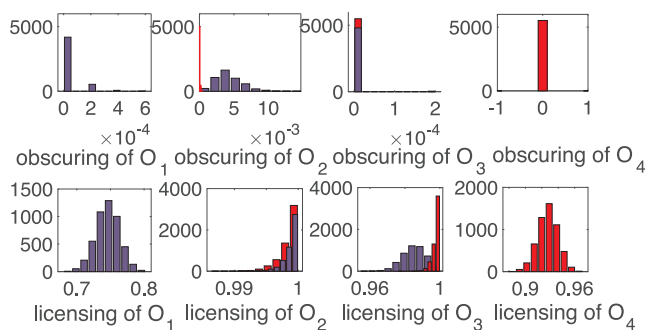 5000 5000 5000 5000
0 0 0 0
0 2 4 6 0 5 10 0 1 2 -1 0 1
×10-4 ×10-3 ×10-4
obscuring of O1 obscuring of O2 obscuring of O3 obscuring of O4
1500 4000 4000 2000
1000 2000 2000 1000
500
0 0 0 0
0.7 0.8 0.99 1 0.96 1 0.9 0.96
licensing of O1 licensing of O2 licensing of O3 licensing of O4